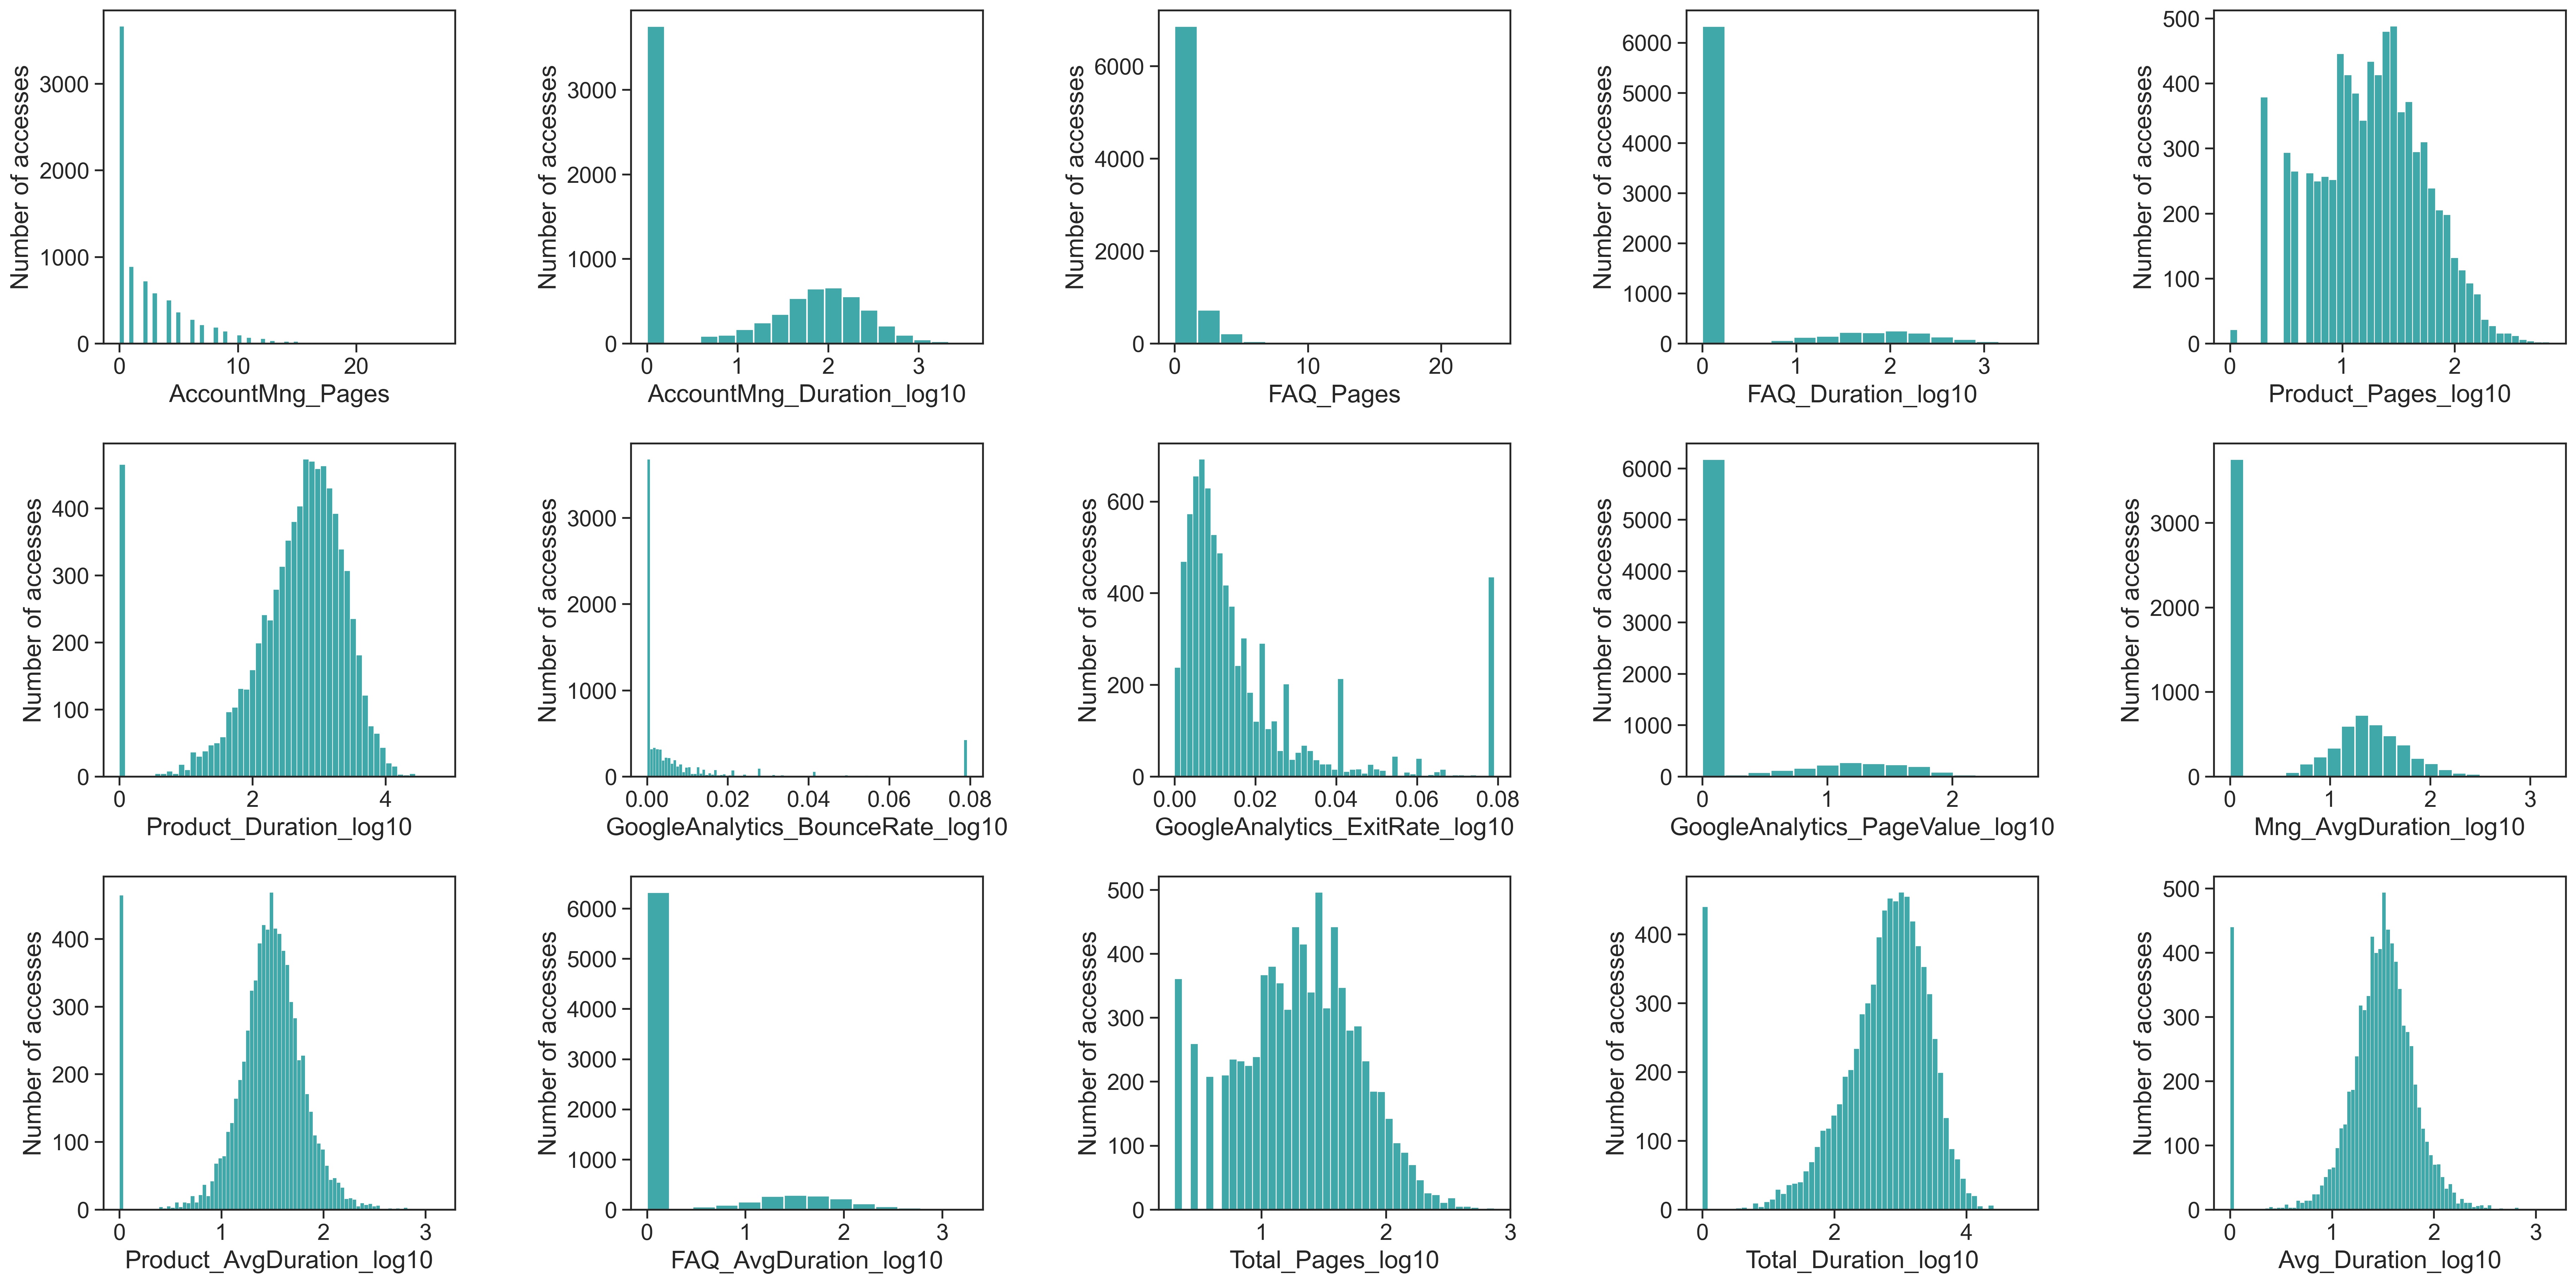 Number of accesses
3000
2000
1000
0
0 10 20
AccountMng_Pages
Number of accesses
3000
2000
1000
0
0 1 2 3
AccountMng_Duration_log10
Number of accesses
6000
4000
2000
0
0 10 20
FAQ_Pages
Number of accesses
6000
5000
4000
3000
2000
1000
0
0 1 2 3
FAQ_Duration_log10
Number of accesses
500
400
300
200
100
0
0 1 2
Product_Pages_log10
Number of accesses
400
300
200
100
0
0 2 4
Product_Duration_log10
Number of accesses
3000
2000
1000
0
0.00 0.02 0.04 0.06 0.08
GoogleAnalytics_BounceRate_log10
Number of accesses
600
400
200
0
0.00 0.02 0.04 0.06 0.08
GoogleAnalytics_ExitRate_log10
Number of accesses
6000
5000
4000
3000
2000
1000
0
0 1 2
GoogleAnalytics_PageValue_log10
Number of accesses
3000
2000
1000
0
0 1 2 3
Mng_AvgDuration_log10
Number of accesses
400
300
200
100
0
0 1 2 3
Product_AvgDuration_log10
Number of accesses
6000
5000
4000
3000
2000
1000
0
0 1 2 3
FAQ_AvgDuration_log10
Number of accesses
500
400
300
200
100
0
1 2 3
Total_Pages_log10
Number of accesses
400
300
200
100
0
0 2 4
Total_Duration_log10
Number of accesses
500
400
300
200
100
0
0 1 2 3
Avg_Duration_log10